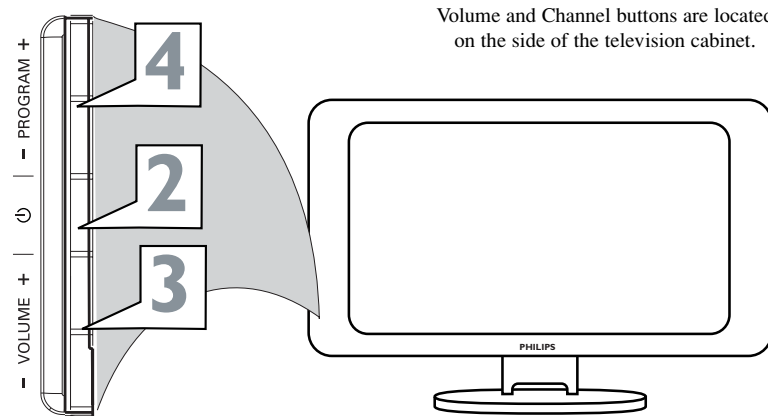 Volume and Channel buttons are located
on the side of the television cabinet.
- PROGRAM +
4
2
- VOLUME +
3
PHILIPS